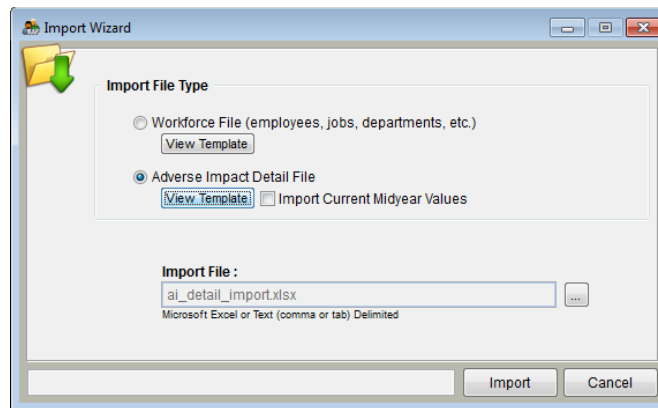 Import Wizard
Import File Type
Workforce File (employees, jobs, departments, etc.)
View Template
Adverse Impact Detail File
View Template Import Current Midyear Values
Import File :
ai_detail_import.xlsx ...
Microsoft Excel or Text (comma or tab) Delimited
Import Cancel